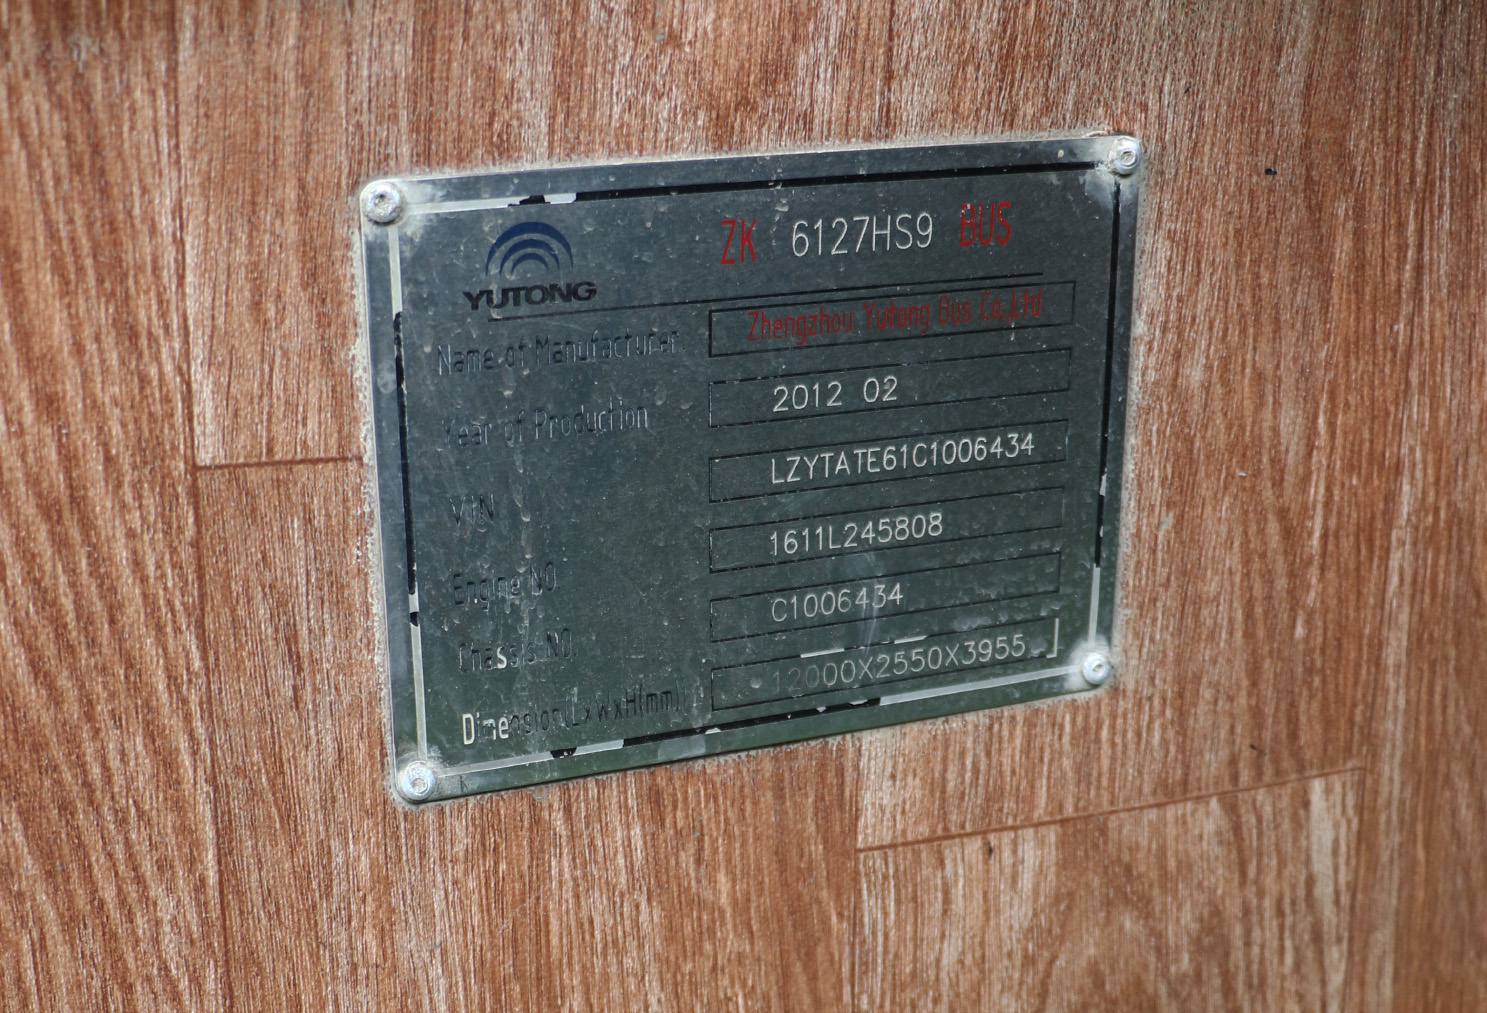 YUTONG
ZK 6127HS9 BUS
Name of Manufacturer Zhengzhou Yutong Bus Co.,Ltd
Year of Production 2012 02
VIN LZYTATE61C1006434
Engine NO. 1611L245808
Chassis NO. C1006434
Dimension(LxWxH(mm)) 12000X2550X3955